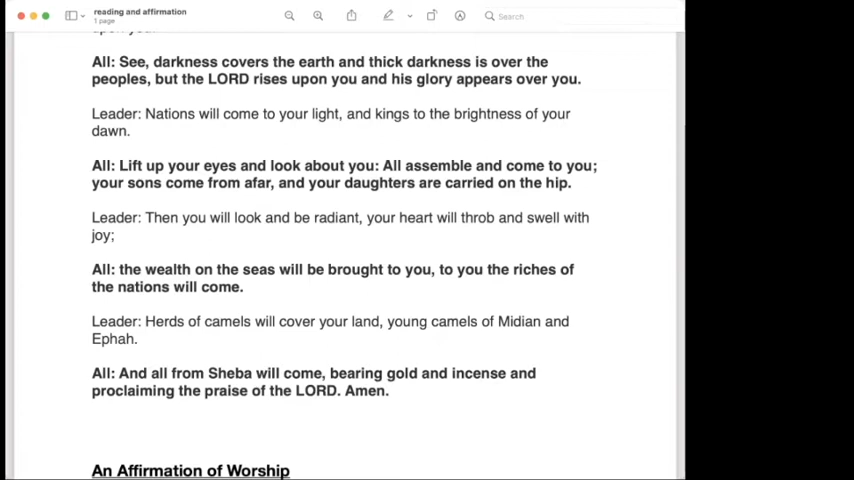 reading and affirmation
1 page
Search
All: See, darkness covers the earth and thick darkness is over the
peoples, but the LORD rises upon you and his glory appears over you.
Leader: Nations will come to your light, and kings to the brightness of your
dawn.
All: Lift up your eyes and look about you: All assemble and come to you;
your sons come from afar, and your daughters are carried on the hip.
Leader: Then you will look and be radiant, your heart will throb and swell with
joy;
All: the wealth on the seas will be brought to you, to you the riches of
the nations will come.
Leader: Herds of camels will cover your land, young camels of Midian and
Ephah.
All: And all from Sheba will come, bearing gold and incense and
proclaiming the praise of the LORD. Amen.
An Affirmation of Worship